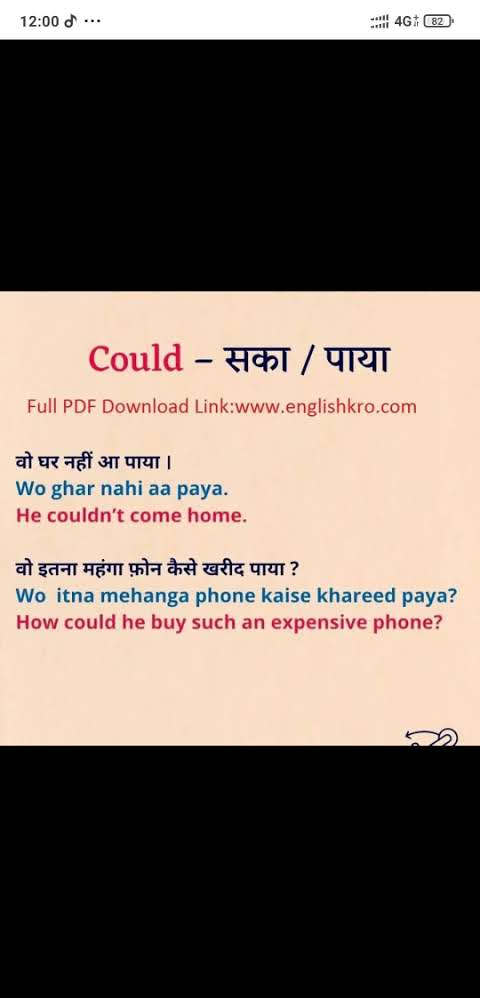 12:00
4G 82
Could – सका / पाया
Full PDF Download Link:www.englishkro.com
वो घर नहीं आ पाया ।
Wo ghar nahi aa paya.
He couldn't come home.
वो इतना महंगा फ़ोन कैसे खरीद पाया ?
Wo itna mehanga phone kaise khareed paya?
How could he buy such an expensive phone?